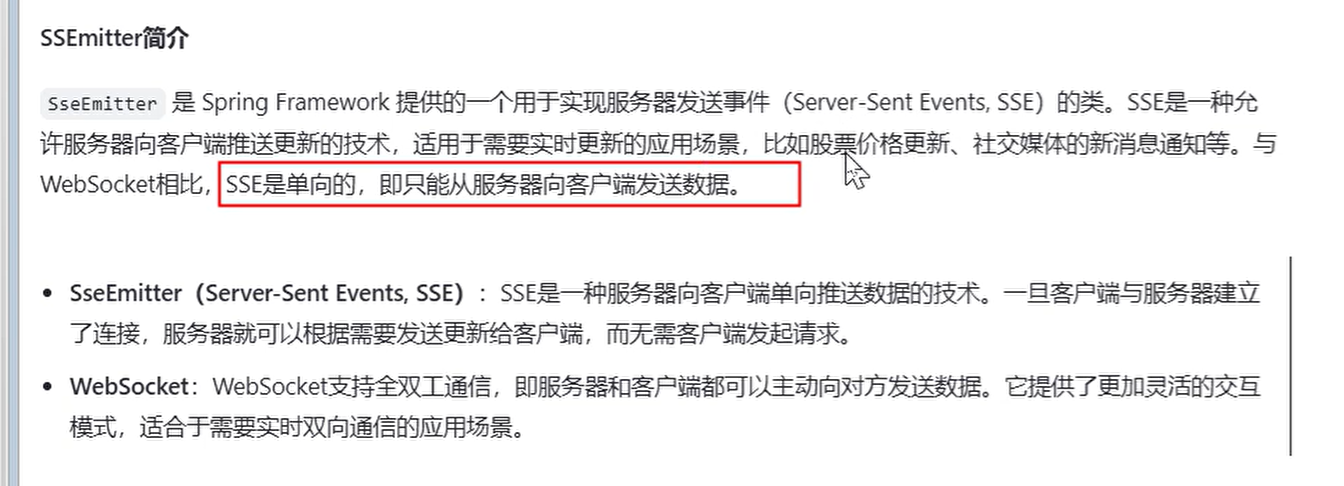 SSEmitter简介
SseEmitter 是 Spring Framework 提供的一个用于实现服务器发送事件（Server-Sent Events, SSE）的类。SSE是一种允
许服务器向客户端推送更新的技术，适用于需要实时更新的应用场景，比如股票价格更新、社交媒体的新消息通知等。与
WebSocket相比，SSE是单向的，即只能从服务器向客户端发送数据。
• SseEmitter（Server-Sent Events, SSE）：SSE是一种服务器向客户端单向推送数据的技术。一旦客户端与服务器建立
了连接，服务器就可以根据需要发送更新给客户端，而无需客户端发起请求。
• WebSocket：WebSocket支持全双工通信，即服务器和客户端都可以主动向对方发送数据。它提供了更加灵活的交互
模式，适合于需要实时双向通信的应用场景。